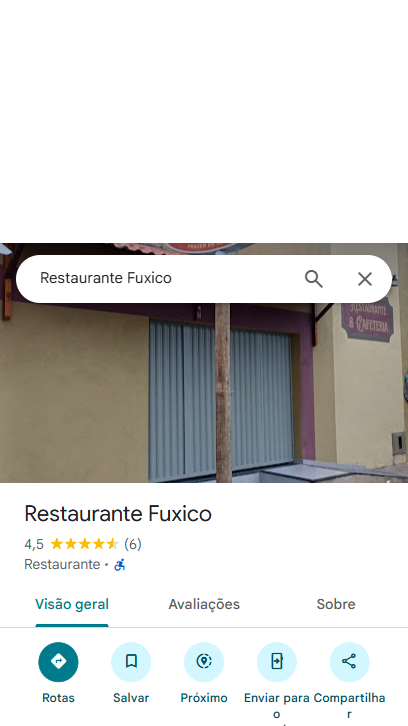 Restaurante Fuxico
RESTAURANTE
& CAFETERIA
Restaurante Fuxico
4,5 (6)
Restaurante •
Visão geral Avaliações Sobre
Rotas Salvar Próximo Enviar para o Compartilhar